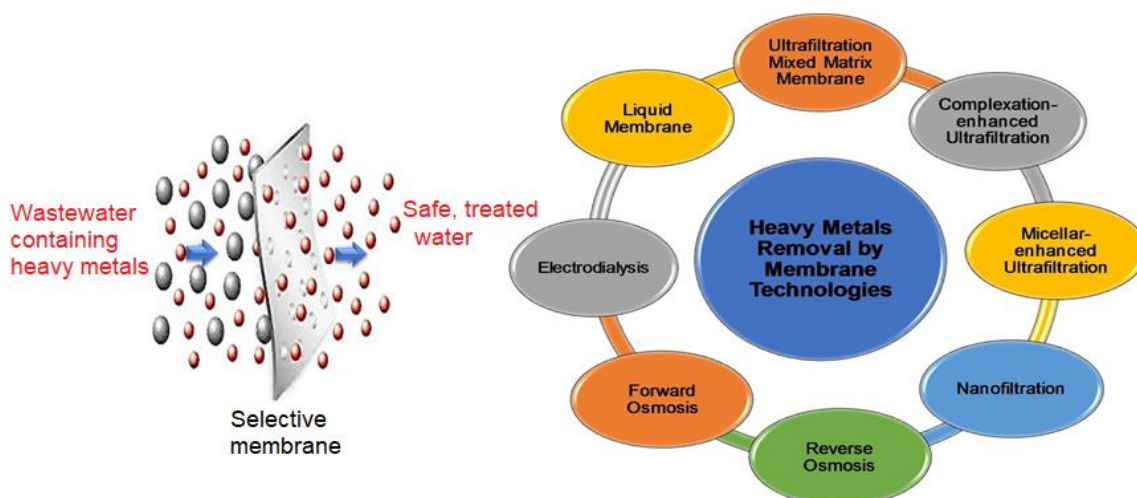 Wastewater
containing
heavy metals
Safe, treated
water
Selective
membrane
Ultrafiltration
Mixed Matrix
Membrane
Complexation-
enhanced
Ultrafiltration
Micellar-
enhanced
Ultrafiltration
Nanofiltration
Reverse
Osmosis
Forward
Osmosis
Electrodialysis
Liquid
Membrane
Heavy Metals
Removal by
Membrane
Technologies